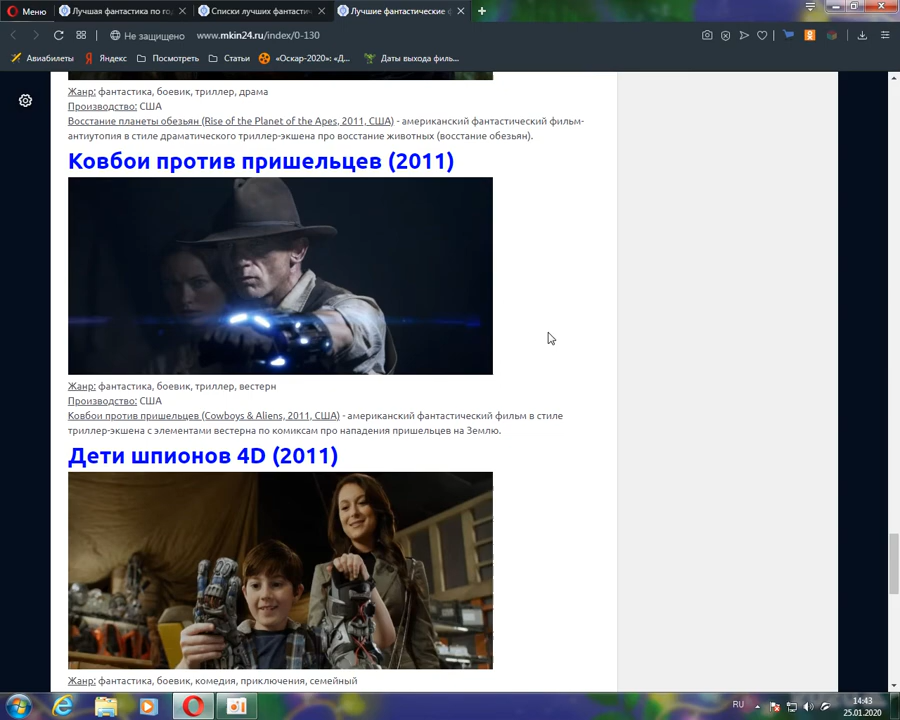 Меню
Лучшая фантастика по го
Списки лучших фантастич
Лучшие фантастические ф
Не защищено
www.mkin24.ru/index/0-130
Авиабилеты
Яндекс
Посмотреть
Статьи
«Оскар-2020»: «Д...
Даты выхода филь...
Жанр: фантастика, боевик, триллер, драма
Производство: США
Восстание планеты обезьян (Rise of the Planet of the Apes, 2011, США) - американский фантастический фильм-
антиутопия в стиле драматического триллер-экшена про восстание животных (восстание обезьян).
Ковбои против пришельцев (2011)
Жанр: фантастика, боевик, триллер, вестерн
Производство: США
Ковбои против пришельцев (Cowboys & Aliens, 2011, США) - американский фантастический фильм в стиле
триллер-экшена с элементами вестерна по комиксам про нападения пришельцев на Землю.
Дети шпионов 4D (2011)
Жанр: фантастика, боевик, комедия, приключения, семейный
RU
14:43
25.01.2020